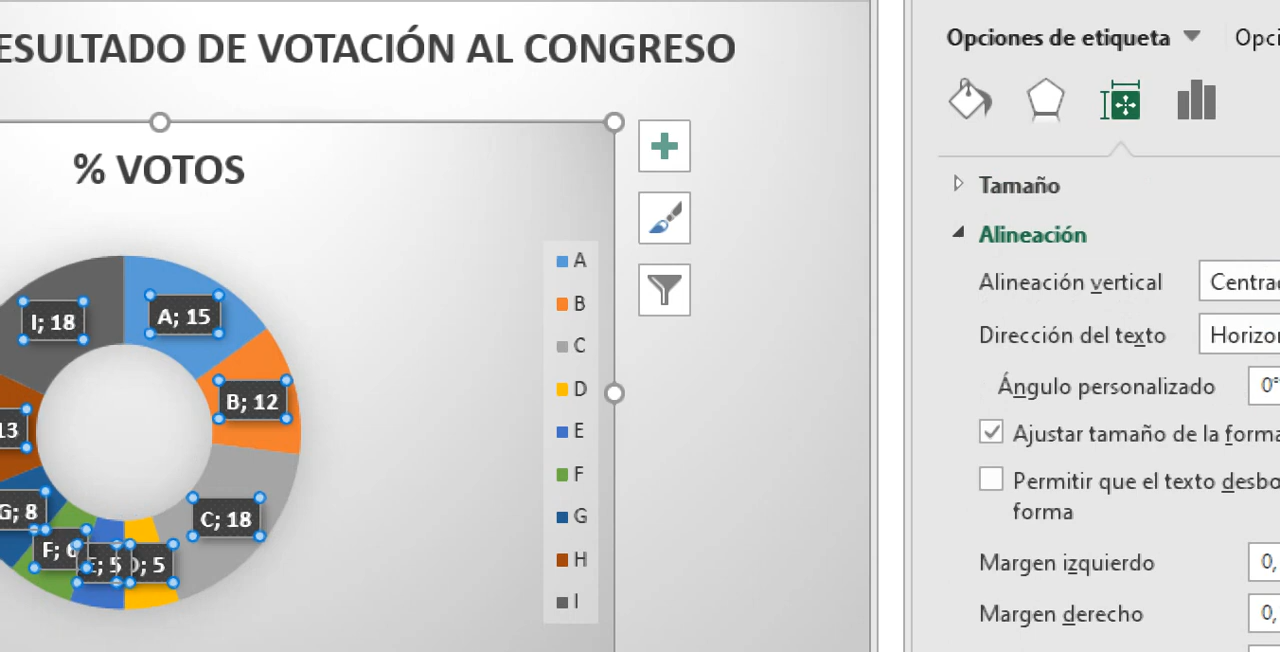 ESULTADO DE VOTACIÓN AL CONGRESO
% VOTOS
I; 18
A; 15
B; 12
13
G; 8
C; 18
F; 6
E; 5
D; 5
A
B
C
D
E
F
G
H
I
Opciones de etiqueta
Opci
Tamaño
Alineación
Alineación vertical
Centrad
Dirección del texto
Horizon
Ángulo personalizado
0°
Ajustar tamaño de la forma
Permitir que el texto desbo
forma
Margen izquierdo
0,
Margen derecho
0,